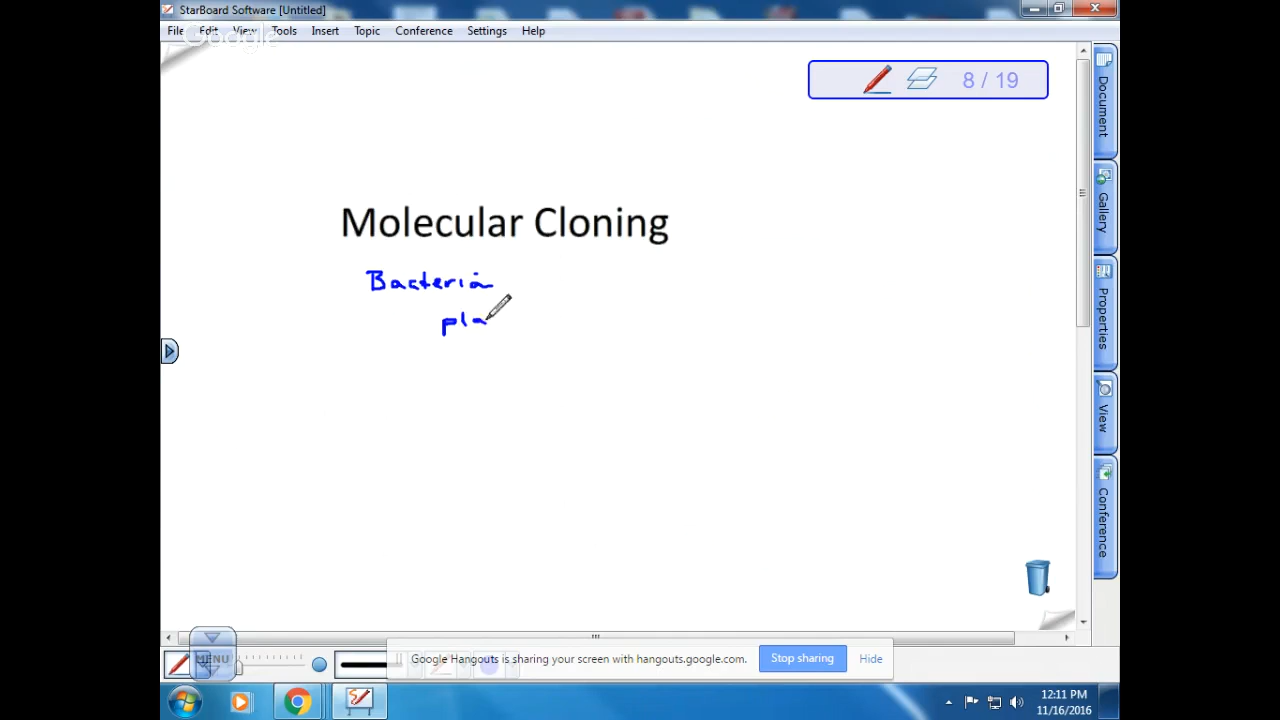 StarBoard Software [Untitled]
File Edit View Tools Insert Topic Conference Settings Help
Google
8 / 19
Document
Gallery
Properties
View
Conference
Molecular Cloning
Bacteria
pla
MENU
Google Hangouts is sharing your screen with hangouts.google.com. Stop sharing Hide
12:11 PM
11/16/2016